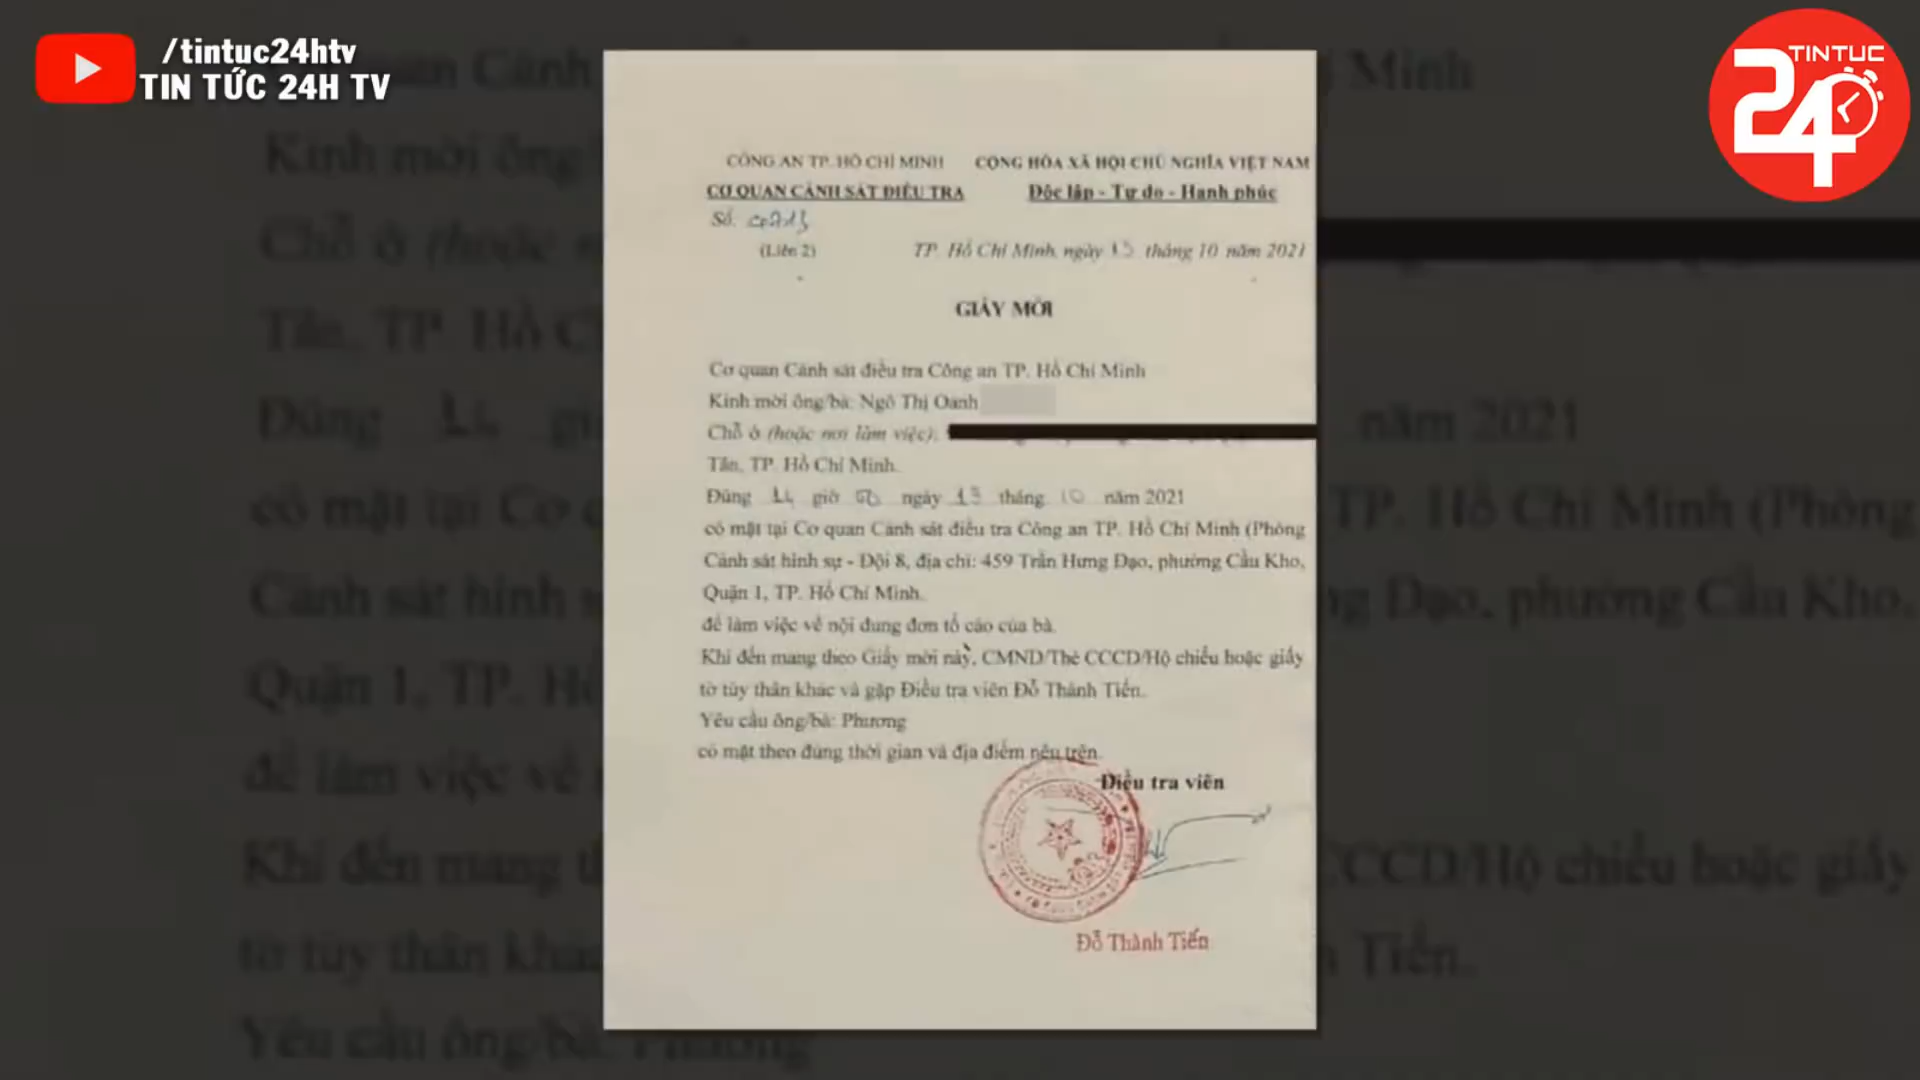 /tintuc24htv
TIN TỨC 24H TV
TINTUC
24
CÔNG AN TP. HỒ CHÍ MINH
CƠ QUAN CẢNH SÁT ĐIỀU TRA
Số:
(Liên 2)
CỘNG HÒA XÃ HỘI CHỦ NGHĨA VIỆT NAM
Độc lập - Tự do - Hạnh phúc
TP. Hồ Chí Minh, ngày 13 tháng 10 năm 2021
GIẤY MỜI
Cơ quan Cảnh sát điều tra Công an TP. Hồ Chí Minh
Kính mời ông/bà: Ngô Thị Oanh
Chỗ ở (hoặc nơi làm việc):
Tân, TP. Hồ Chí Minh.
Đúng 14 giờ 00 ngày 13 tháng 10 năm 2021
có mặt tại Cơ quan Cảnh sát điều tra Công an TP. Hồ Chí Minh (Phòng
Cảnh sát hình sự - Đội 8, địa chỉ: 459 Trần Hưng Đạo, phường Cầu Kho,
Quận 1, TP. Hồ Chí Minh.
để làm việc về nội dung đơn tố cáo của bà.
Khi đến mang theo Giấy mời này, CMND/Thẻ CCCD/Hộ chiếu hoặc giấy
tờ tùy thân khác và gặp Điều tra viên Đỗ Thành Tiến.
Yêu cầu ông/bà: Phương
có mặt theo đúng thời gian và địa điểm nêu trên.
Điều tra viên
Đỗ Thành Tiến